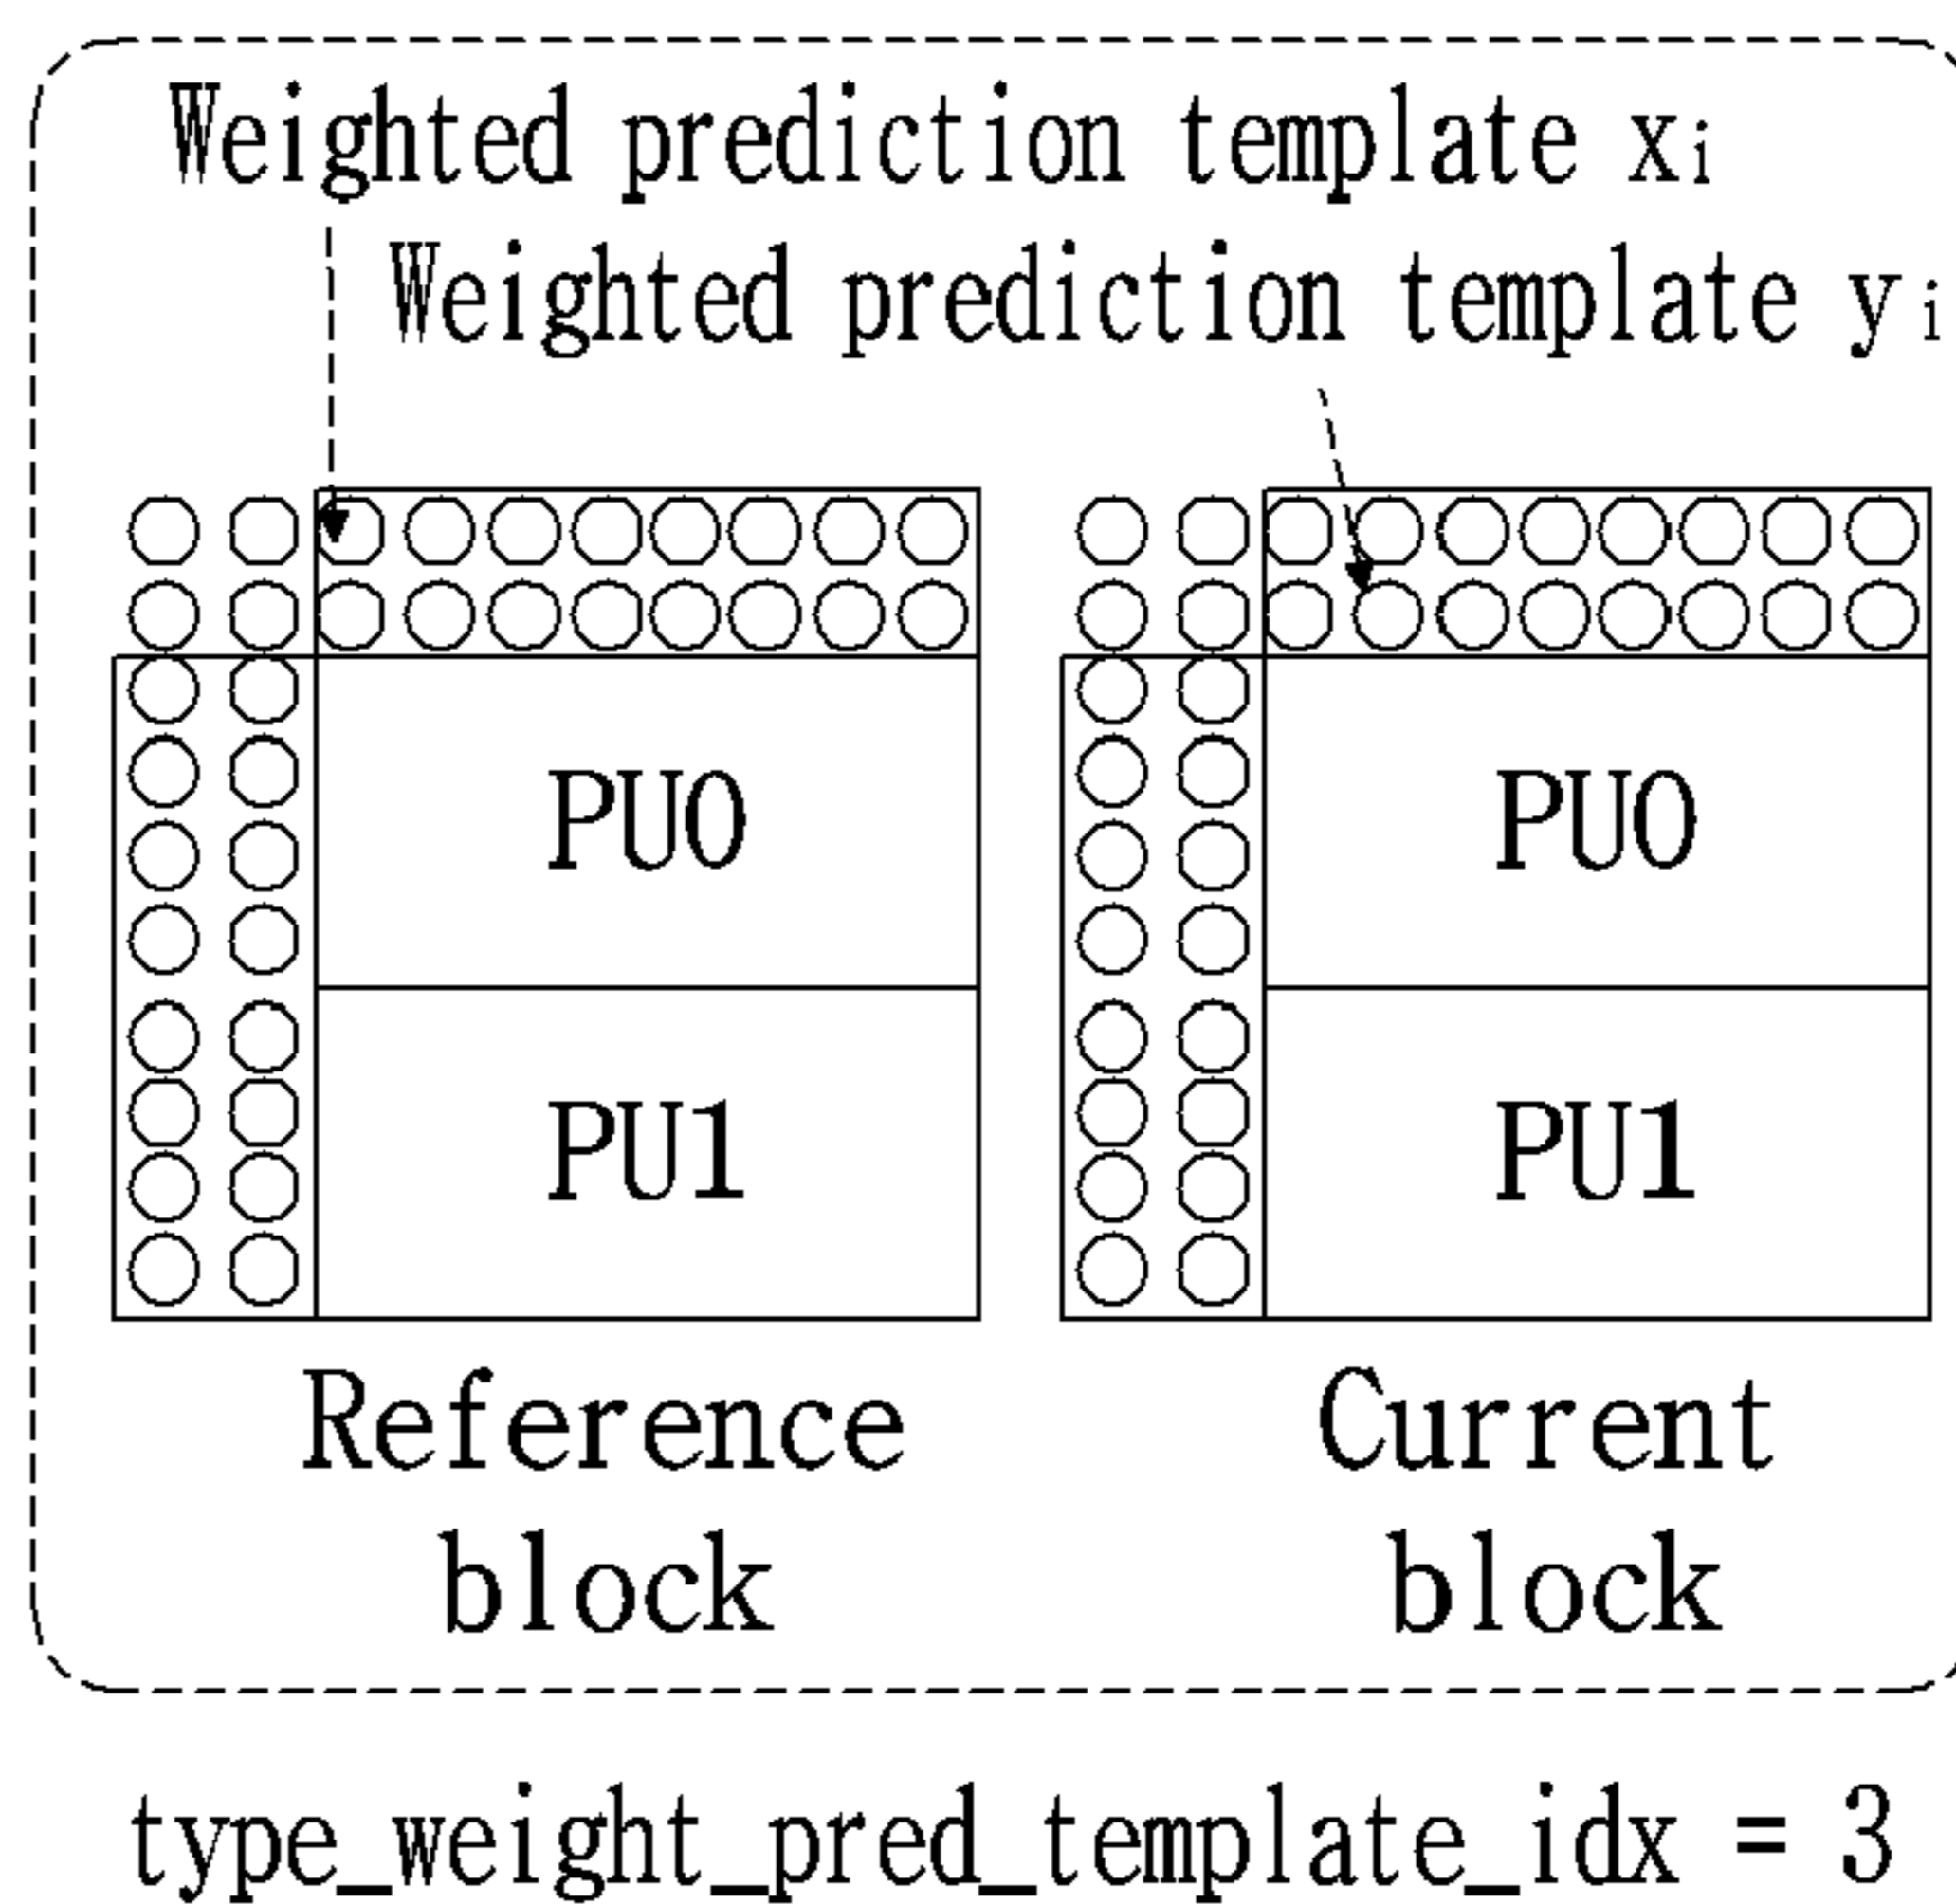 Weighted prediction template xi
Weighted prediction template yi
PU0 PU0
PU1 PU1
Reference block
Current block
type_weight_pred_template_idx = 3